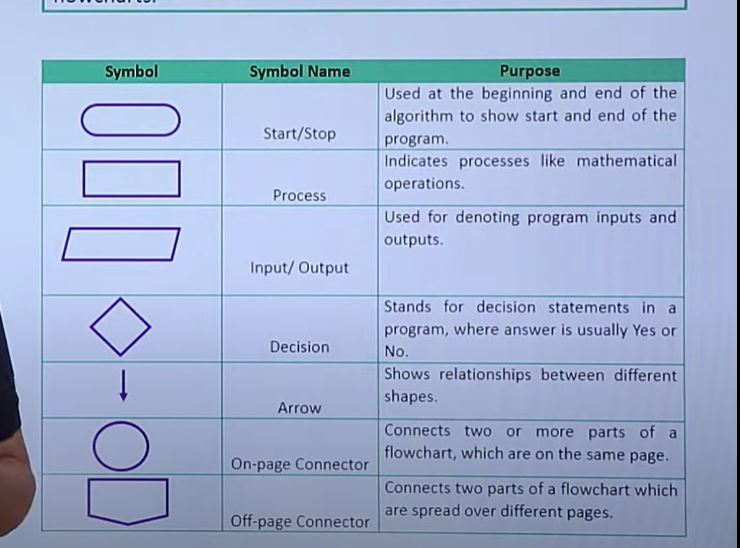 flowcharts.
Symbol Symbol Name Purpose
Start/Stop
Used at the beginning and end of the
algorithm to show start and end of the
program.
Process
Indicates processes like mathematical
operations.
Input/ Output
Used for denoting program inputs and
outputs.
Decision
Stands for decision statements in a
program, where answer is usually Yes or
No.
Arrow
Shows relationships between different
shapes.
On-page Connector
Connects two or more parts of a
flowchart, which are on the same page.
Off-page Connector
Connects two parts of a flowchart which
are spread over different pages.